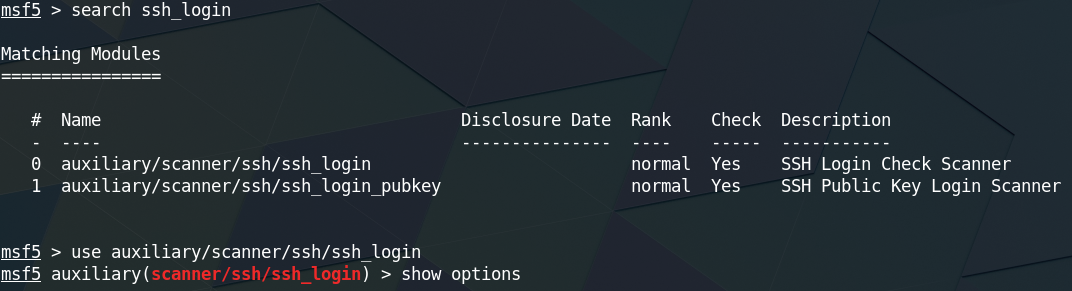 msf5 > search ssh_login
Matching Modules
================
# Name Disclosure Date Rank Check Description
- ---- --------------- ---- ----- -----------
0 auxiliary/scanner/ssh/ssh_login normal Yes SSH Login Check Scanner
1 auxiliary/scanner/ssh/ssh_login_pubkey normal Yes SSH Public Key Login Scanner
msf5 > use auxiliary/scanner/ssh/ssh_login
msf5 auxiliary(scanner/ssh/ssh_login) > show options